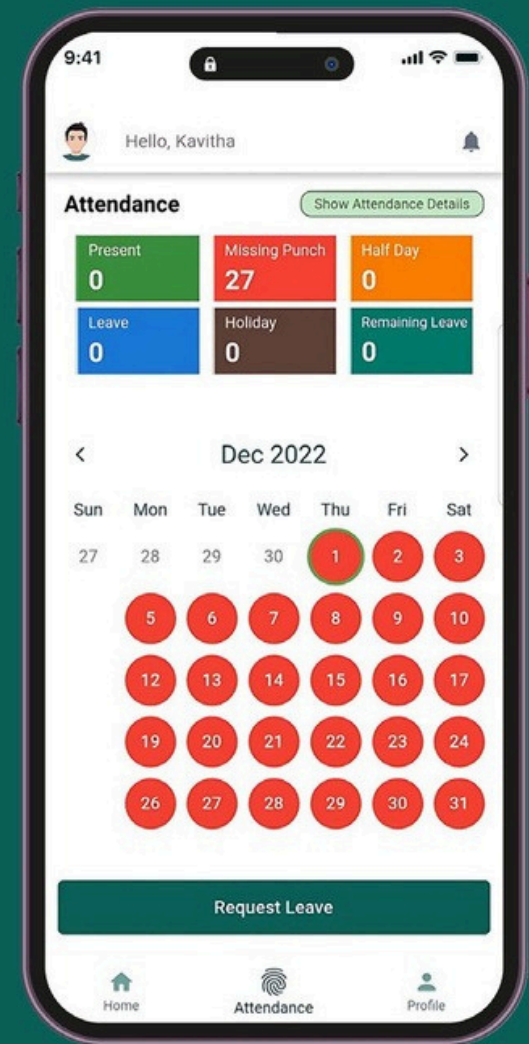 9:41
Hello, Kavitha
Attendance
Show Attendance Details
Present Missing Punch Half Day
0 27 0
Leave Holiday Remaining Leave
0 0 0
< Dec 2022 >
Sun Mon Tue Wed Thu Fri Sat
27 28 29 30 1 2 3
5 6 7 8 9 10
12 13 14 15 16 17
19 20 21 22 23 24
26 27 28 29 30 31
Request Leave
Home Attendance Profile